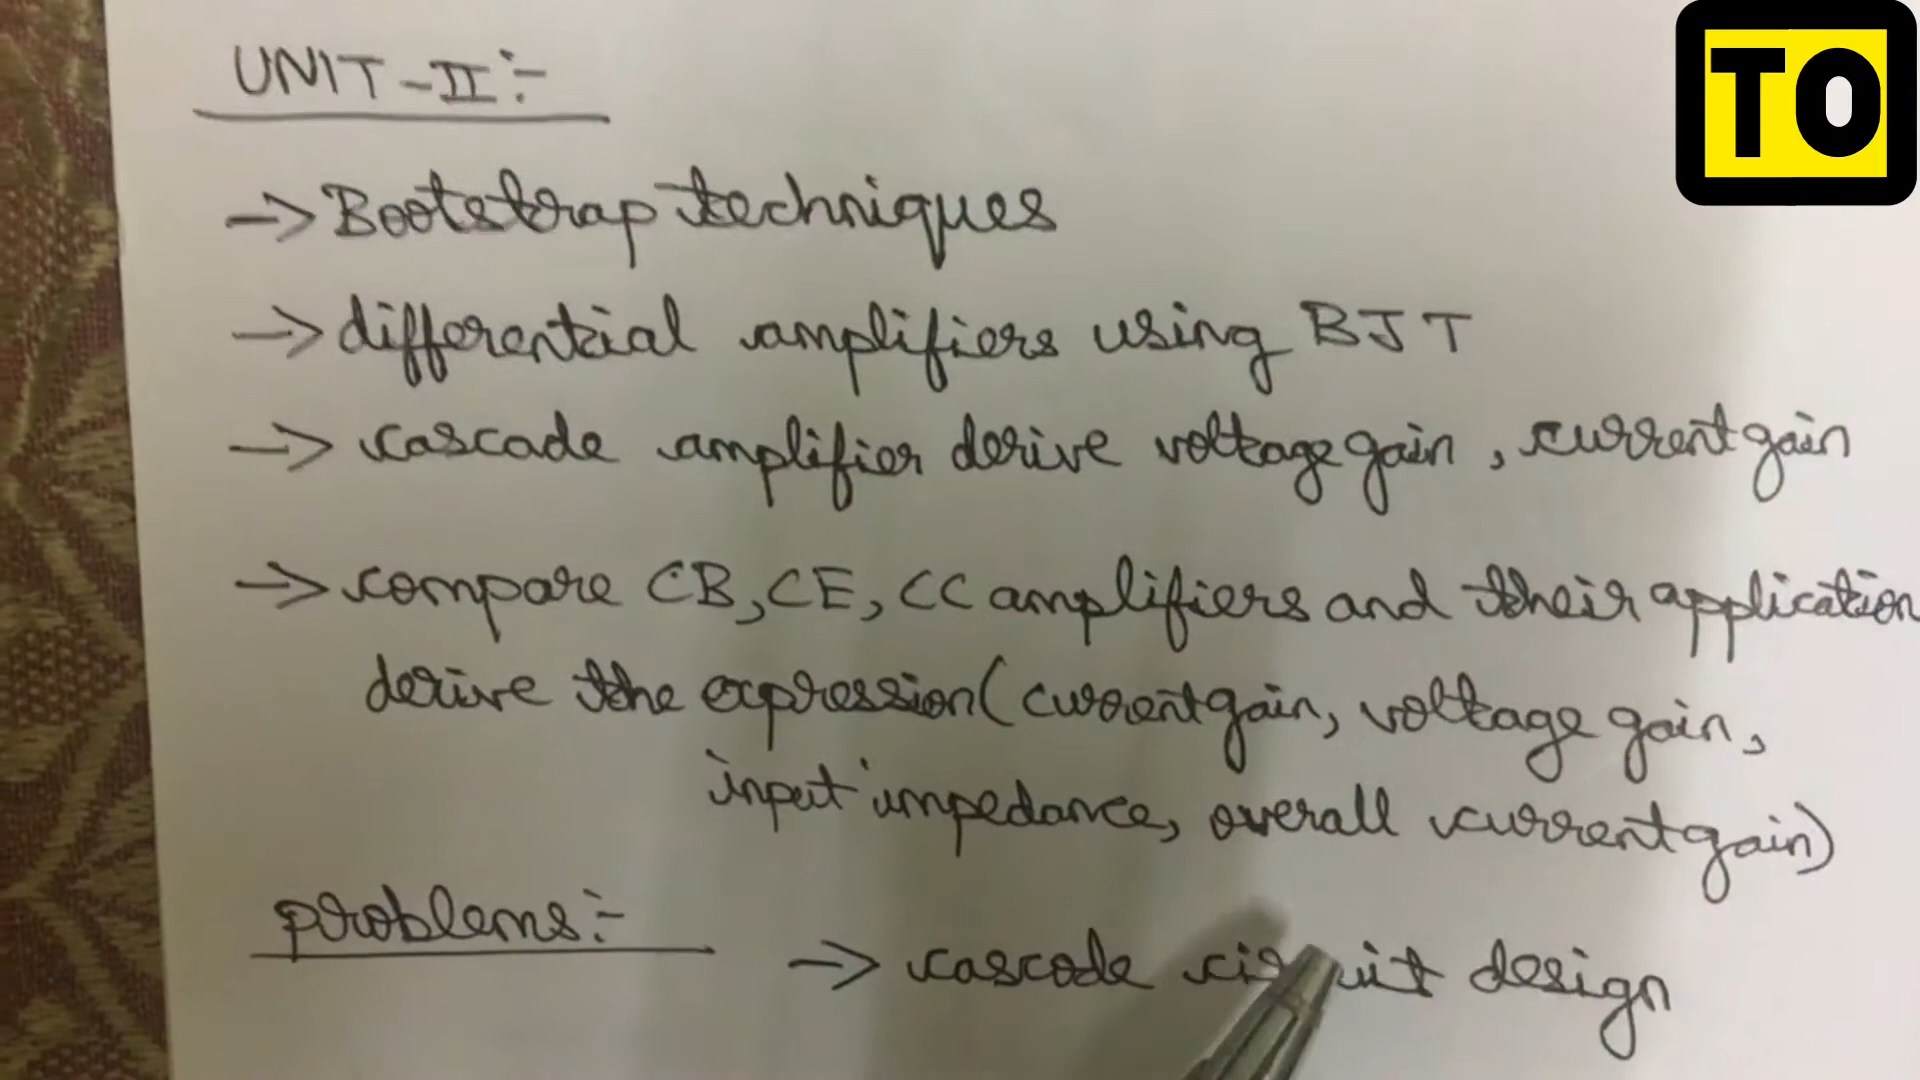 TO
UNIT-II:-
→ Bootstrap techniques
→ differential amplifiers using BJT
→ cascade amplifier derive voltage gain, current gain
→ compare CB, CE, CC amplifiers and their application
derive the expression (current gain, voltage gain,
input impedance, overall current gain)
problems:-
→ cascode circuit design